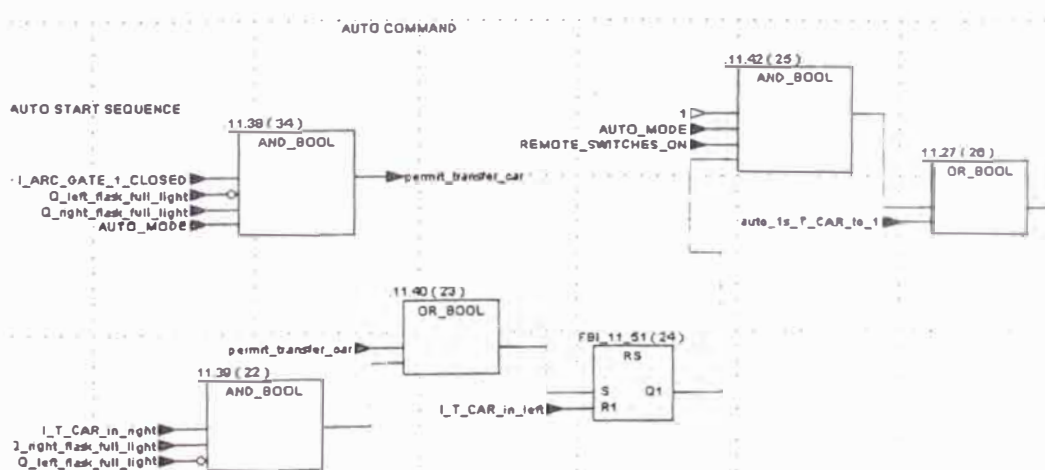 AUTO COMMAND
.11.42(25)
AND_BOOL
1
AUTO_MODE
REMOTE_SWITCHES_ON
AUTO START SEQUENCE
.11.38(34)
AND_BOOL
I_ARC_GATE_1_CLOSED
Q_left_flask_full_light
Q_right_flask_full_light
AUTO_MODE
permit_transfer_car
11.27(26)
OR_BOOL
auto_1s_T_CAR_to_1
.11.40(23)
OR_BOOL
permit_transfer_car
FBI_11_51(24)
RS
S Q1
R1
I_T_CAR_in_left
11.39(22)
AND_BOOL
I_T_CAR_in_right
Q_right_flask_full_light
Q_left_flask_full_light